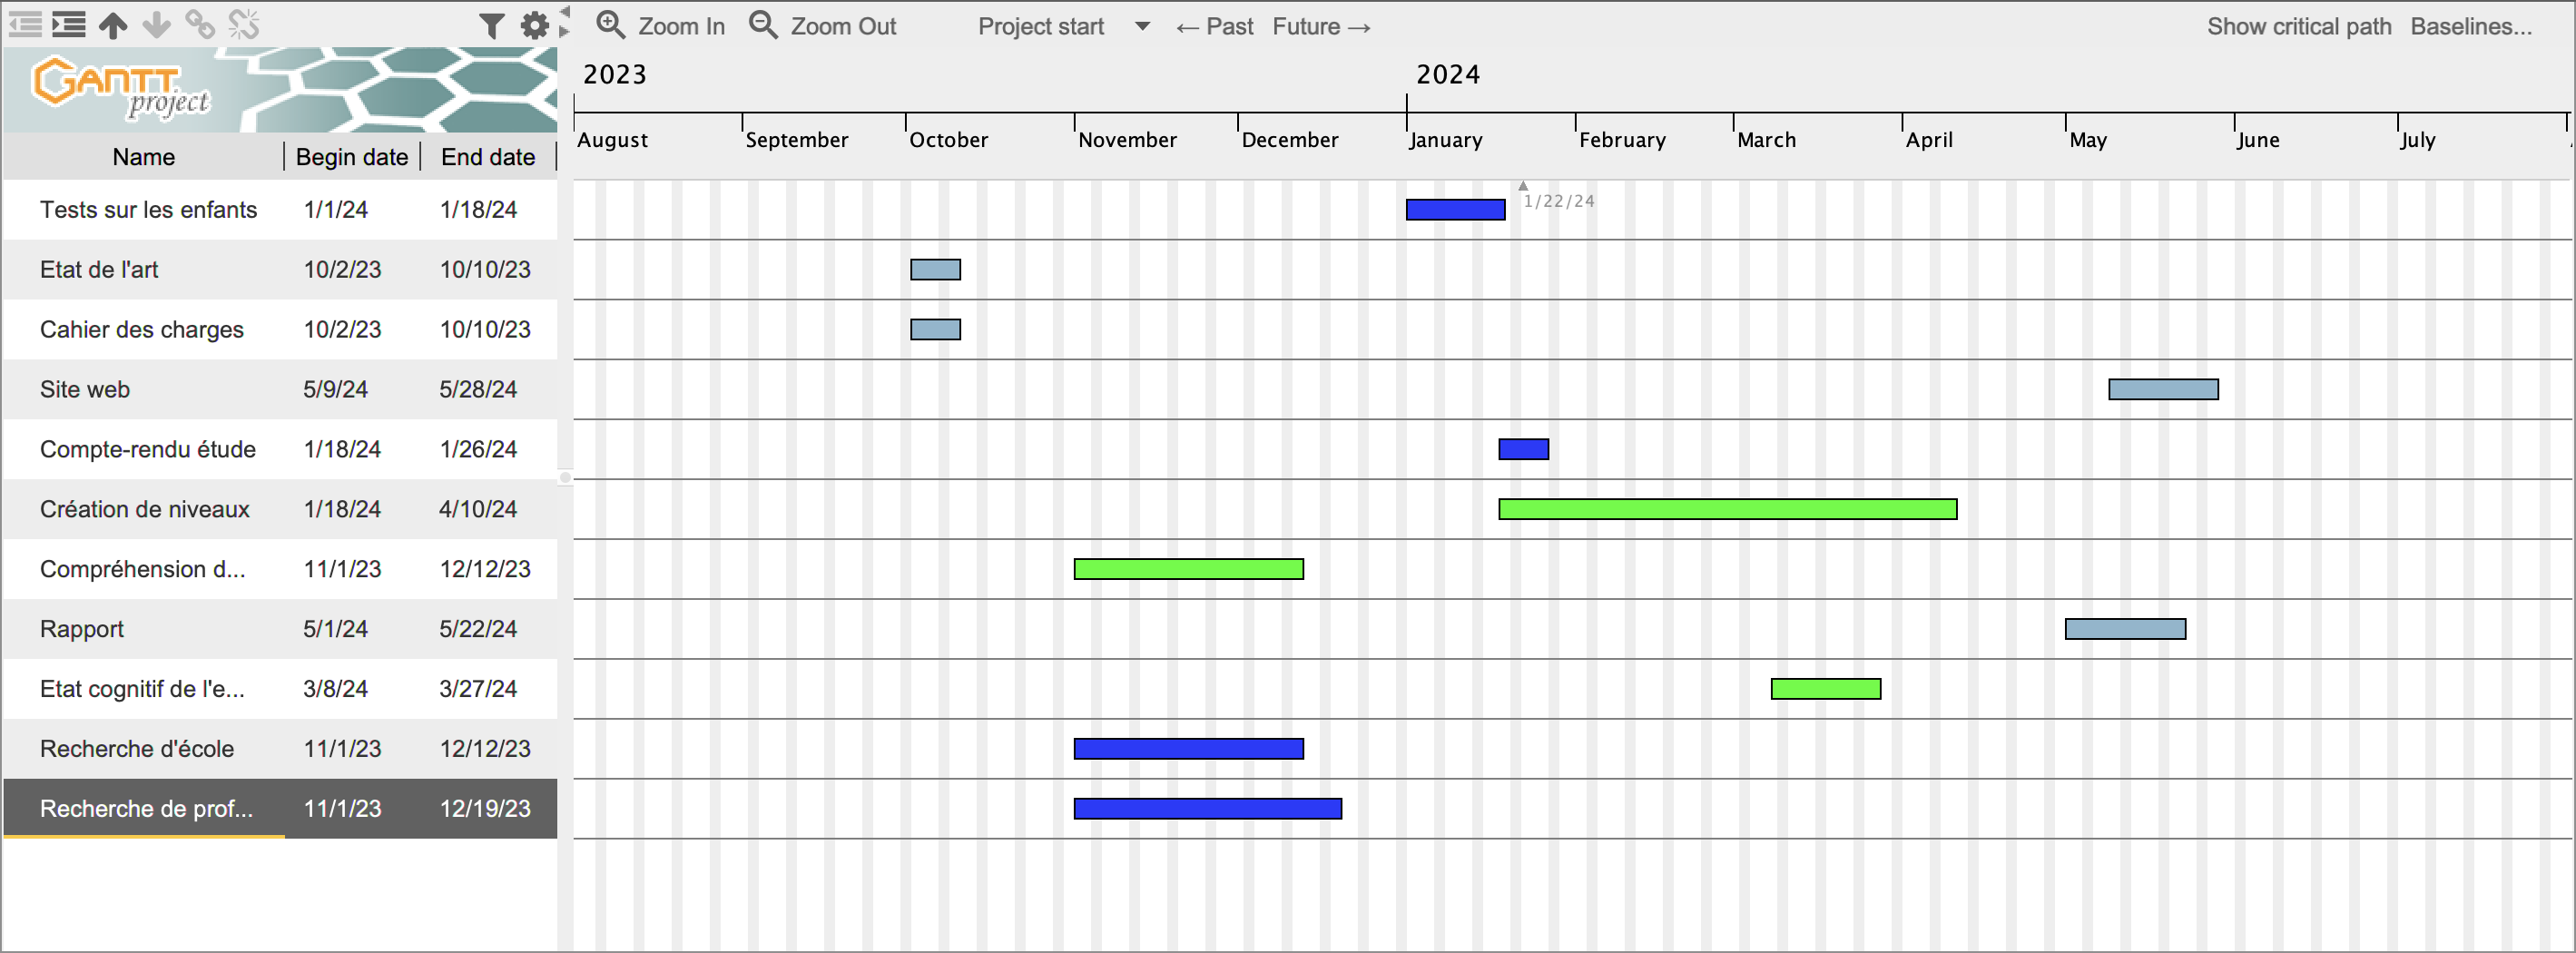 Zoom In Zoom Out Project start ← Past Future → Show critical path Baselines...
GANTT
project
2023 2024
August September October November December January February March April May June July
Name Begin date End date
Tests sur les enfants 1/1/24 1/18/24
1/22/24
Etat de l'art 10/2/23 10/10/23
Cahier des charges 10/2/23 10/10/23
Site web 5/9/24 5/28/24
Compte-rendu étude 1/18/24 1/26/24
Création de niveaux 1/18/24 4/10/24
Compréhension d... 11/1/23 12/12/23
Rapport 5/1/24 5/22/24
Etat cognitif de l'e... 3/8/24 3/27/24
Recherche d'école 11/1/23 12/12/23
Recherche de prof... 11/1/23 12/19/23